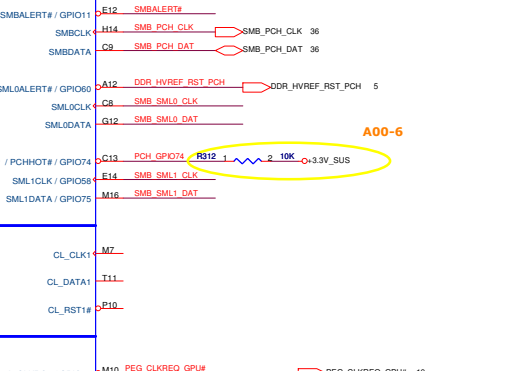 SMBALERT# / GPIO11 E12 SMBALERT#
SMBCLK H14 SMB_PCH_CLK SMB_PCH_CLK 36
SMBDATA C9 SMB_PCH_DAT SMB_PCH_DAT 36
SML0ALERT# / GPIO60 A12 DDR_HVREF_RST_PCH DDR_HVREF_RST_PCH 5
SML0CLK C8 SMB_SML0_CLK
SML0DATA G12 SMB_SML0_DAT
A00-6
/ PCHHOT# / GPIO74 C13 PCH_GPIO74 R312 1 2 10K +3.3V_SUS
SML1CLK / GPIO58 E14 SMB_SML1_CLK
SML1DATA / GPIO75 M16 SMB_SML1_DAT
CL_CLK1 M7
CL_DATA1 T11
CL_RST1# P10
M10 PEG_CLKREQ_GPU# PEG_CLKREQ_GPU#